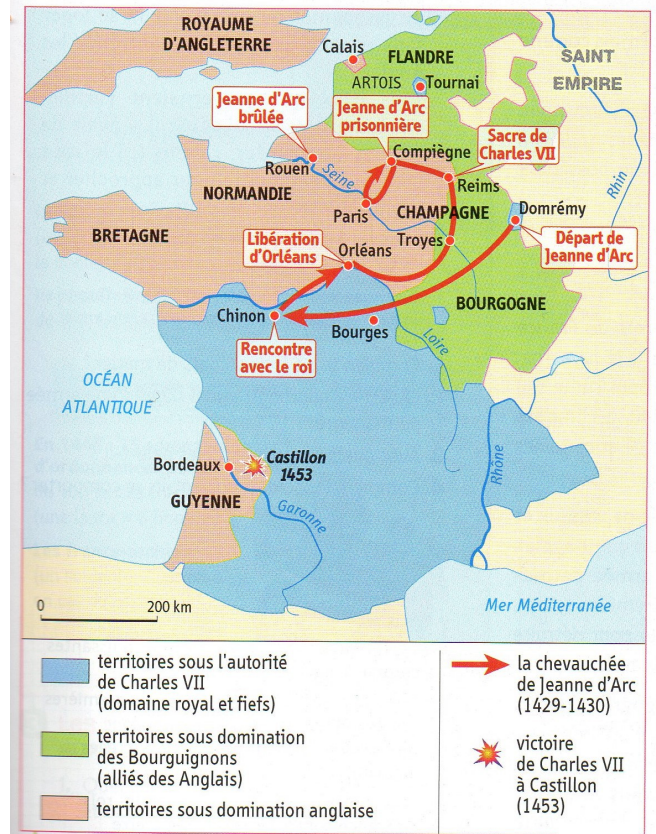 ROYAUME
D'ANGLETERRE
Calais
FLANDRE
SAINT
EMPIRE
ARTOIS
Tournai
Jeanne d'Arc
brûlée
Jeanne d'Arc
prisonnière
Sacre de
Charles VII
Compiègne
Rouen
Seine
Reims
Rhin
NORMANDIE
Paris
CHAMPAGNE
Domrémy
BRETAGNE
Libération
d'Orléans
Orléans
Troyes
Départ de
Jeanne d'Arc
BOURGOGNE
Chinon
Bourges
Loire
Rencontre
avec le roi
OCÉAN
ATLANTIQUE
Bordeaux
Castillon
1453
Rhône
GUYENNE
Garonne
0
200 km
Mer Méditerranée
territoires sous l'autorité
de Charles VII
(domaine royal et fiefs)
territoires sous domination
des Bourguignons
(alliés des Anglais)
territoires sous domination anglaise
la chevauchée
de Jeanne d'Arc
(1429-1430)
victoire
de Charles VII
à Castillon
(1453)